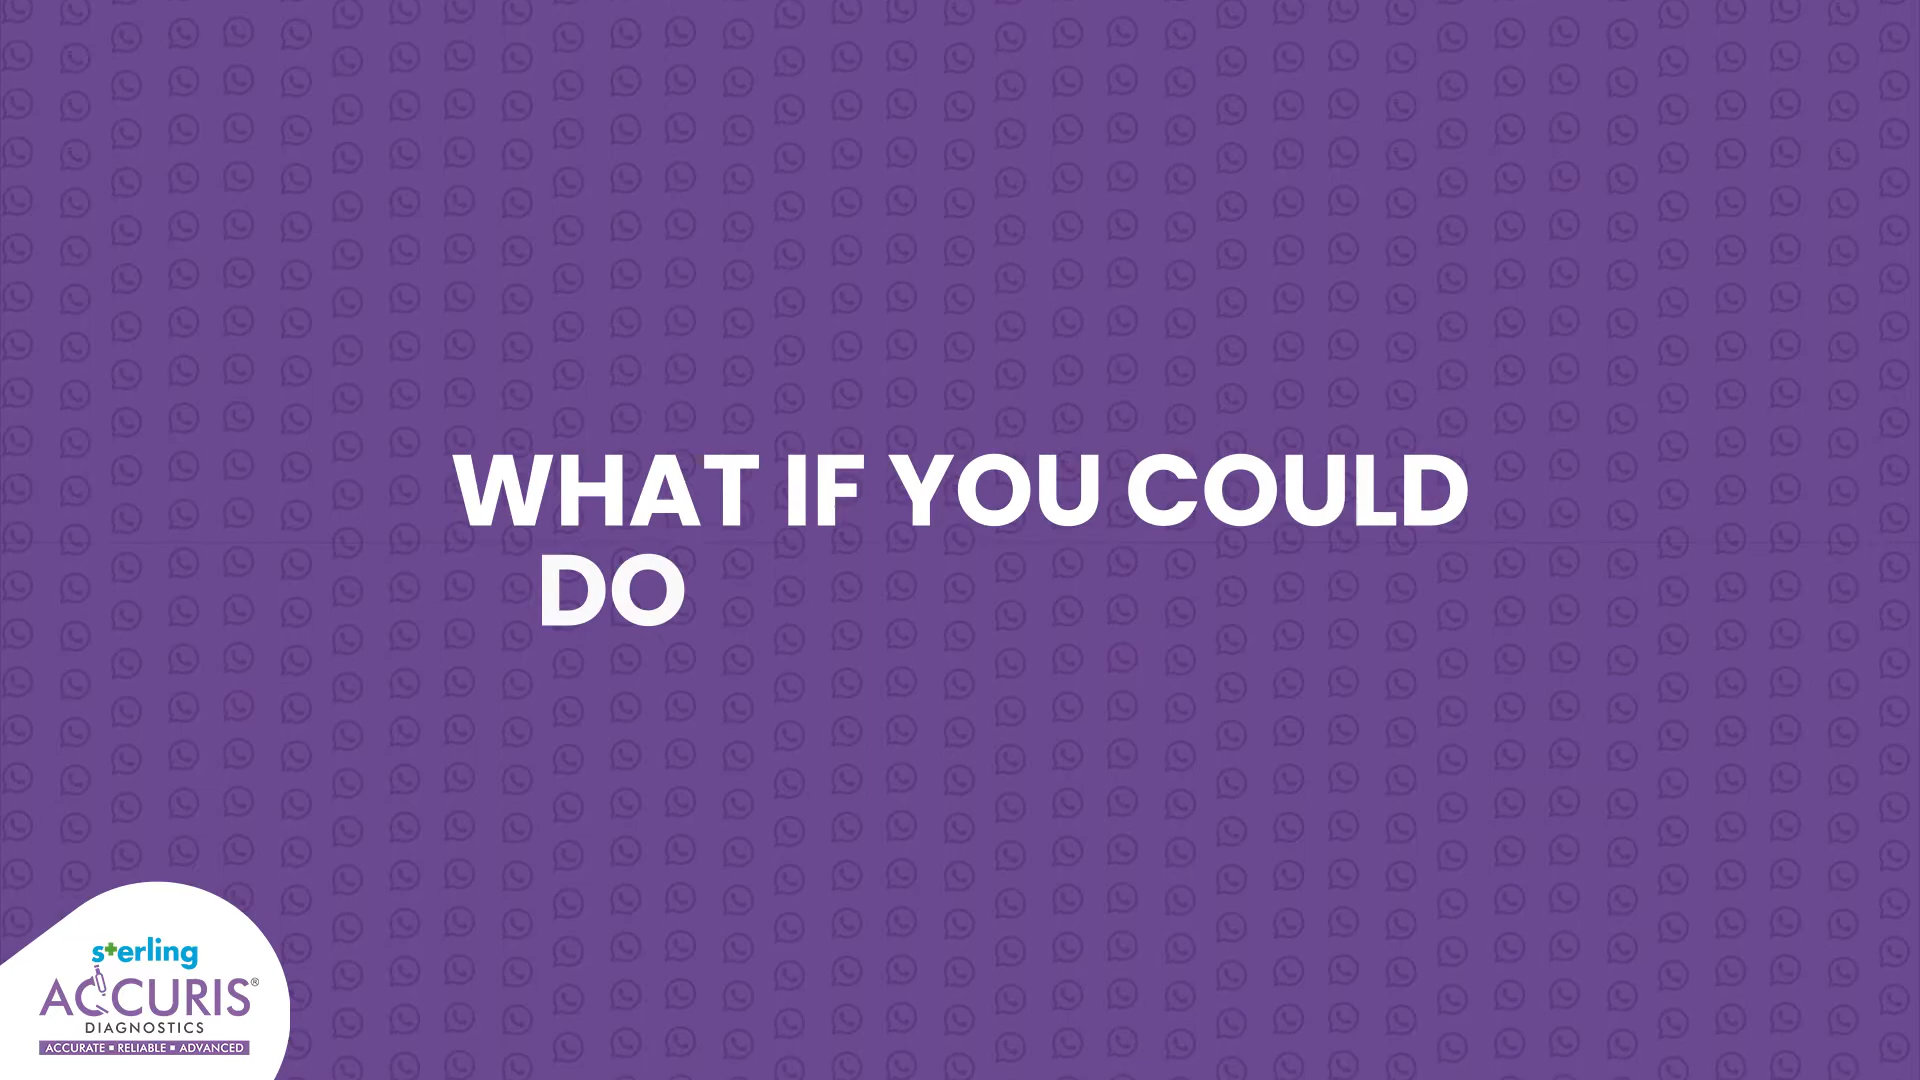 WHAT IF YOU COULD
DO
sterling
ACCURIS®
DIAGNOSTICS
ACCURATE ▪ RELIABLE ▪ ADVANCED